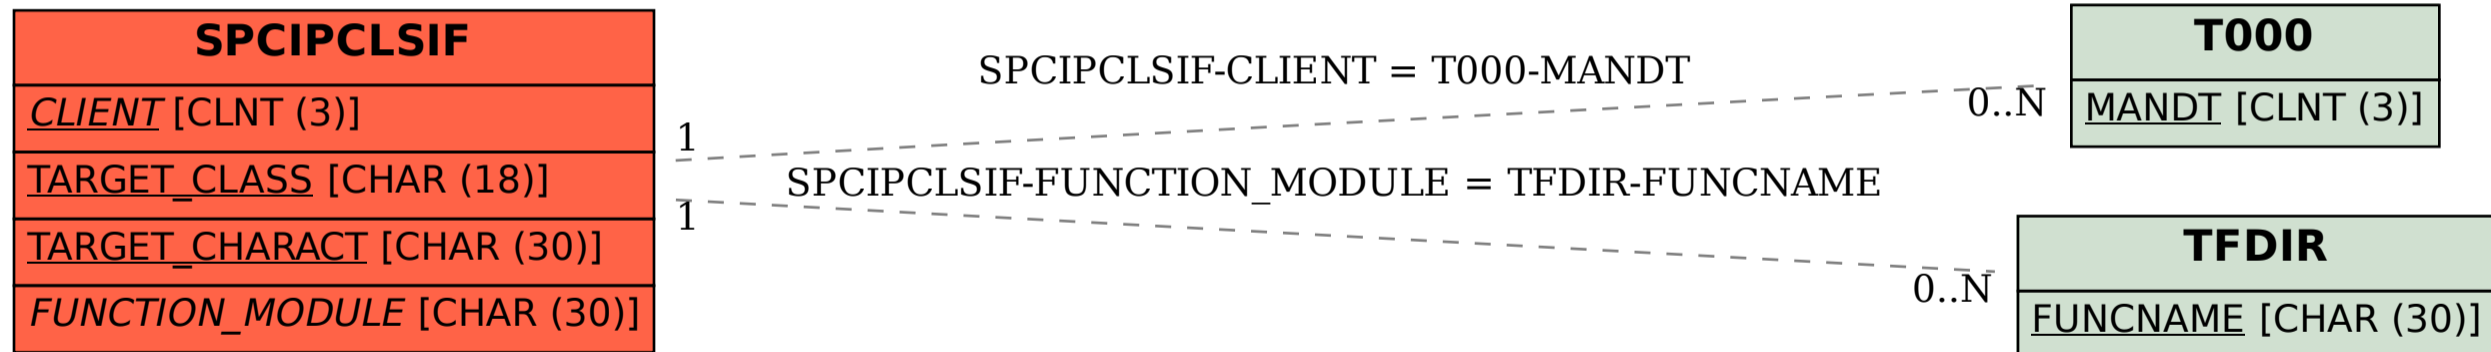 SPCIPCLSIF
CLIENT [CLNT (3)]
TARGET_CLASS [CHAR (18)]
TARGET_CHARACT [CHAR (30)]
FUNCTION_MODULE [CHAR (30)]
SPCIPCLSIF-CLIENT = T000-MANDT
1
0..N
SPCIPCLSIF-FUNCTION_MODULE = TFDIR-FUNCNAME
1
0..N
T000
MANDT [CLNT (3)]
TFDIR
FUNCNAME [CHAR (30)]